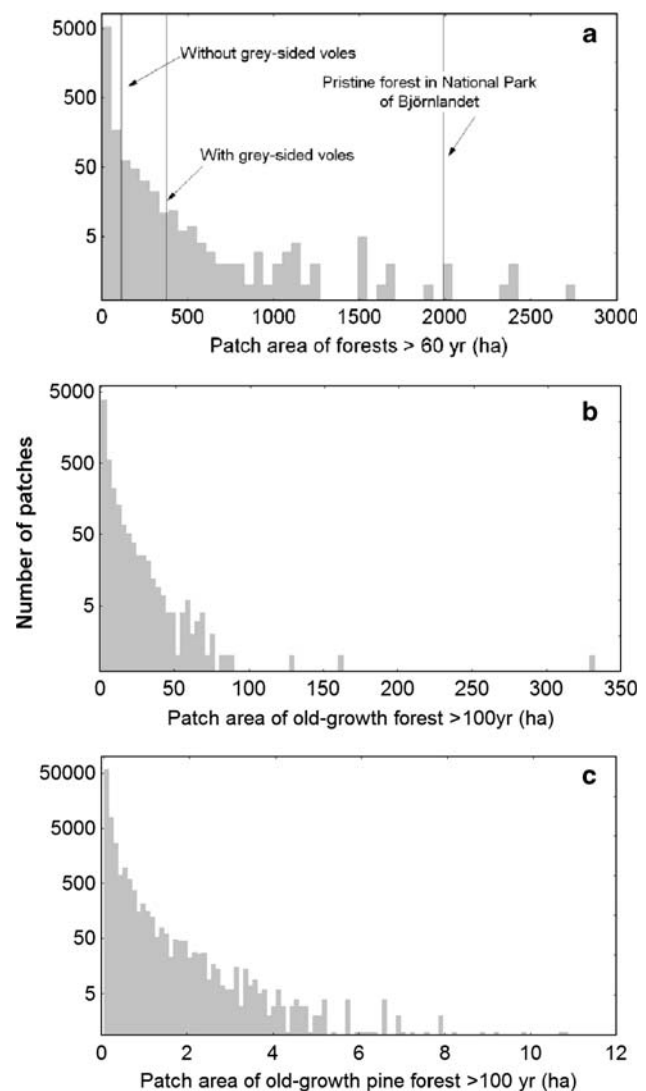 5000
500
50
5
a
Without grey-sided voles
Pristine forest in National Park
of Björnlandet
With grey-sided voles
0 500 1000 1500 2000 2500 3000
Patch area of forests > 60 yr (ha)
Number of patches
5000
500
50
5
b
0 50 100 150 200 250 300 350
Patch area of old-growth forest >100yr (ha)
50000
5000
500
50
5
c
0 2 4 6 8 10 12
Patch area of old-growth pine forest >100 yr (ha)